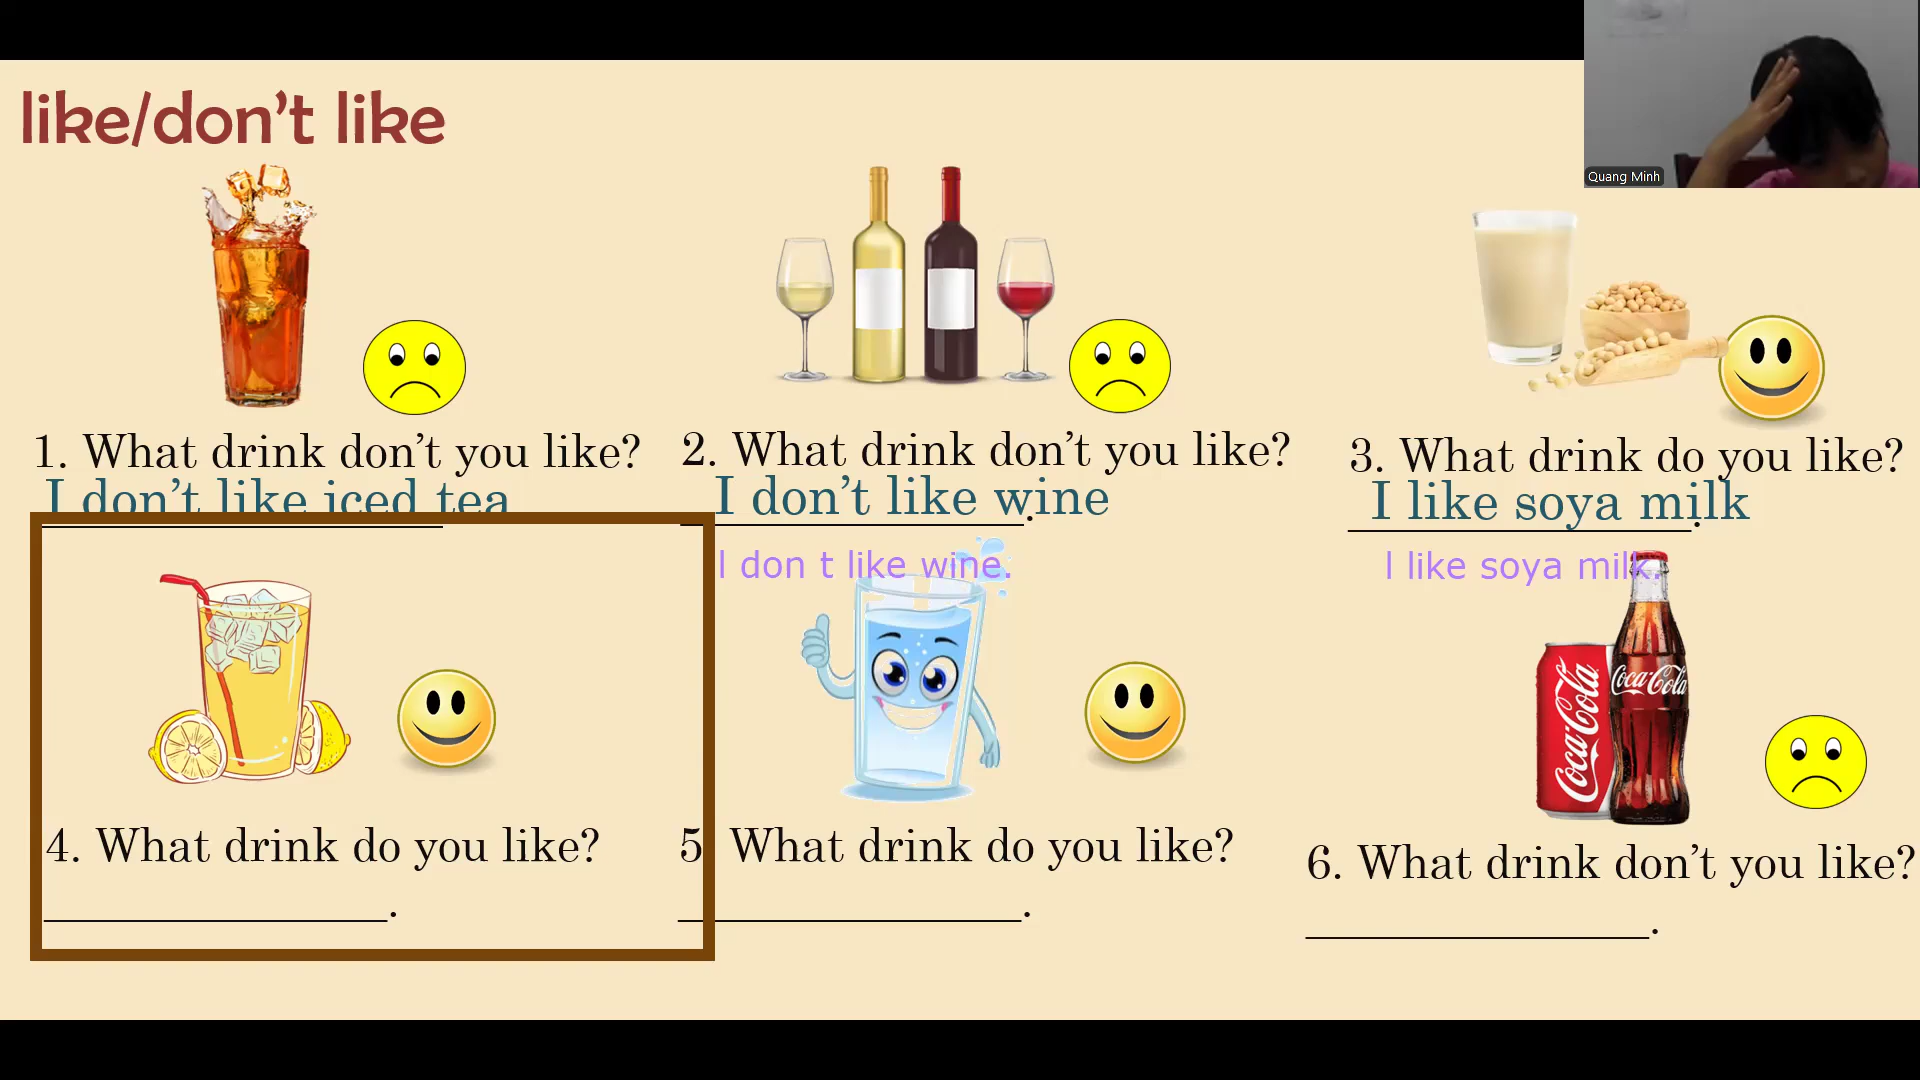 like/don't like
Quang Minh
1. What drink don't you like?
I don't like iced tea
2. What drink don't you like?
I don't like wine.
I don t like wine.
3. What drink do you like?
I like soya milk.
I like soya milk.
4. What drink do you like?
.
5 What drink do you like?
.
Coca-Cola
Coca-Cola
6. What drink don't you like?
.